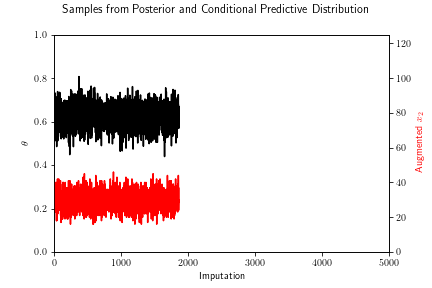 Samples from Posterior and Conditional Predictive Distribution
1.0
0.8
0.6
0.4
0.2
0.0
θ
120
100
80
60
40
20
0
Augmented x₂
0 1000 2000 3000 4000 5000
Imputation